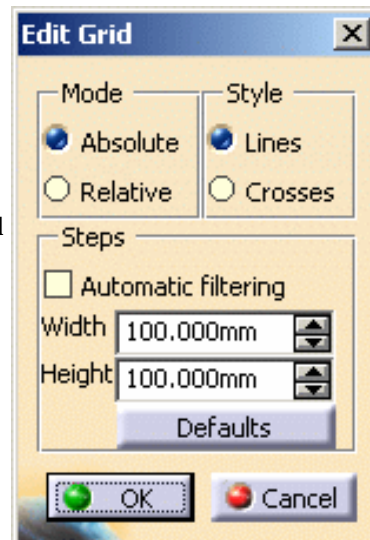 Edit Grid
Mode Style
Absolute Lines
Relative Crosses
Steps
Automatic filtering
Width 100.000mm
Height 100.000mm
Defaults
OK Cancel